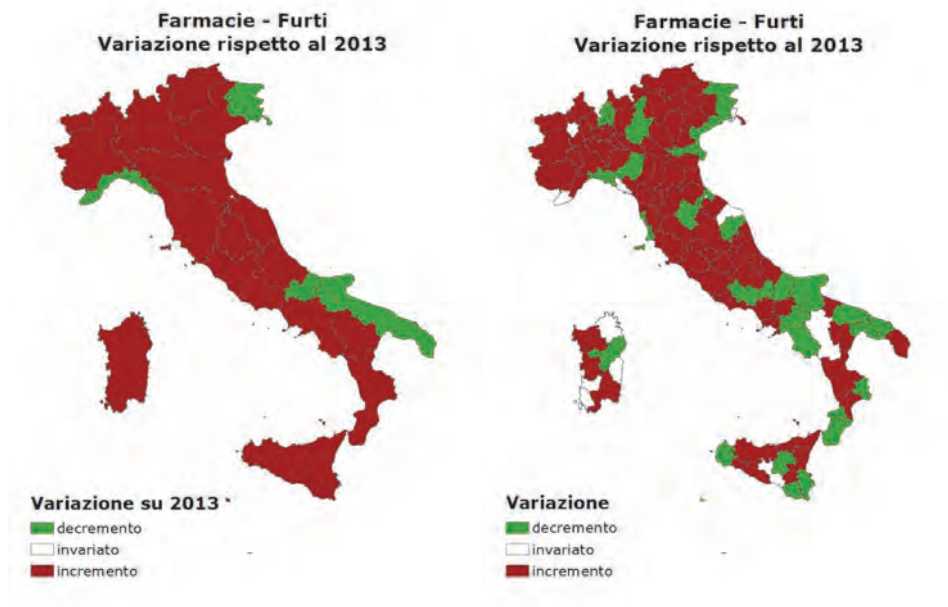 Farmacie - Furti
Variazione rispetto al 2013
Variazione su 2013
decremento
invariato
incremento
Farmacie - Furti
Variazione rispetto al 2013
Variazione
decremento
invariato
incremento